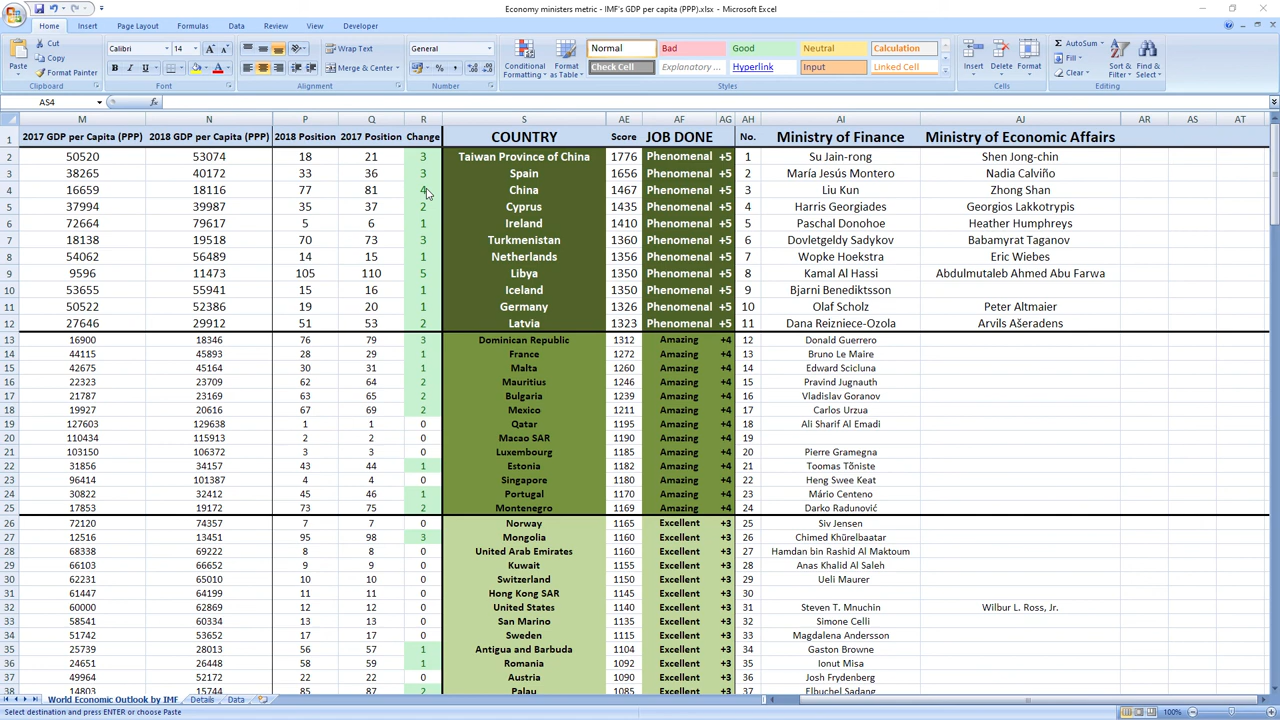 Economy ministers metric - IMF's GDP per capita (PPP).xlsx - Microsoft Excel
Home Insert Page Layout Formulas Data Review View Developer
Cut
Copy
Format Painter
Paste
Clipboard
Calibri 14
B I U
Font
Wrap Text
Merge & Center
Alignment
General
Number
Conditional Formatting
Format as Table
Normal Bad Good Neutral Calculation
Check Cell Explanatory ... Hyperlink Input Linked Cell
Styles
Insert Delete Format
Cells
AutoSum
Fill
Clear
Sort & Filter
Find & Select
Editing
AS4 fx
M N P Q R S AE AF AG AH AI AJ AR AS AT
1 2017 GDP per Capita (PPP) 2018 GDP per Capita (PPP) 2018 Position 2017 Position Change COUNTRY Score JOB DONE No. Ministry of Finance Ministry of Economic Affairs
2 50520 53074 18 21 3 Taiwan Province of China 1776 Phenomenal +5 1 Su Jain-rong Shen Jong-chin
3 38265 40172 33 36 3 Spain 1656 Phenomenal +5 2 María Jesús Montero Nadia Calviño
4 16659 18116 77 81 4 China 1467 Phenomenal +5 3 Liu Kun Zhong Shan
5 37994 39987 35 37 2 Cyprus 1435 Phenomenal +5 4 Harris Georgiades Georgios Lakkotrypis
6 72664 79617 5 6 1 Ireland 1410 Phenomenal +5 5 Paschal Donohoe Heather Humphreys
7 18138 19518 70 73 3 Turkmenistan 1360 Phenomenal +5 6 Dovletgeldy Sadykov Babamyrat Taganov
8 54062 56489 14 15 1 Netherlands 1356 Phenomenal +5 7 Wopke Hoekstra Eric Wiebes
9 9596 11473 105 110 5 Libya 1350 Phenomenal +5 8 Kamal Al Hassi Abdulmutaleb Ahmed Abu Farwa
10 53655 55941 15 16 1 Iceland 1350 Phenomenal +5 9 Bjarni Benediktsson
11 50522 52386 19 20 1 Germany 1326 Phenomenal +5 10 Olaf Scholz Peter Altmaier
12 27646 29912 51 53 2 Latvia 1323 Phenomenal +5 11 Dana Reizniece-Ozola Arvils Ašeradens
13 16900 18346 76 79 3 Dominican Republic 1312 Amazing +4 12 Donald Guerrero
14 44115 45893 28 29 1 France 1272 Amazing +4 13 Bruno Le Maire
15 42675 45164 30 31 1 Malta 1260 Amazing +4 14 Edward Scicluna
16 22323 23709 62 64 2 Mauritius 1246 Amazing +4 15 Pravind Jugnauth
17 21787 23169 63 65 2 Bulgaria 1239 Amazing +4 16 Vladislav Goranov
18 19927 20616 67 69 2 Mexico 1211 Amazing +4 17 Carlos Urzua
19 127603 129638 1 1 0 Qatar 1195 Amazing +4 18 Ali Sharif Al Emadi
20 110434 115913 2 2 0 Macao SAR 1190 Amazing +4 19
21 103150 106372 3 3 0 Luxembourg 1185 Amazing +4 20 Pierre Gramegna
22 31856 34157 43 44 1 Estonia 1182 Amazing +4 21 Toomas Tõniste
23 96414 101387 4 4 0 Singapore 1180 Amazing +4 22 Heng Swee Keat
24 30822 32412 45 46 1 Portugal 1170 Amazing +4 23 Mário Centeno
25 17853 19172 73 75 2 Montenegro 1169 Amazing +4 24 Darko Radunović
26 72120 74357 7 7 0 Norway 1165 Excellent +3 25 Siv Jensen
27 12516 13451 95 98 3 Mongolia 1160 Excellent +3 26 Chimed Khürelbaatar
28 68338 69222 8 8 0 United Arab Emirates 1160 Excellent +3 27 Hamdan bin Rashid Al Maktoum
29 66103 66652 9 9 0 Kuwait 1155 Excellent +3 28 Anas Khalid Al Saleh
30 62231 65010 10 10 0 Switzerland 1150 Excellent +3 29 Ueli Maurer
31 61447 64199 11 11 0 Hong Kong SAR 1145 Excellent +3 30
32 60000 62869 12 12 0 United States 1140 Excellent +3 31 Steven T. Mnuchin Wilbur L. Ross, Jr.
33 58541 60334 13 13 0 San Marino 1135 Excellent +3 32 Simone Celli
34 51742 53652 17 17 0 Sweden 1115 Excellent +3 33 Magdalena Andersson
35 25739 28013 56 57 1 Antigua and Barbuda 1104 Excellent +3 34 Gaston Browne
36 24651 26448 58 59 1 Romania 1092 Excellent +3 35 Ionut Misa
37 49964 52172 22 22 0 Austria 1090 Excellent +3 36 Josh Frydenberg
38 14803 15744 85 87 2 Palau 1085 Excellent +3 37 Elbuchel Sadang
World Economic Outlook by IMF Details Data
Select destination and press ENTER or choose Paste 100%